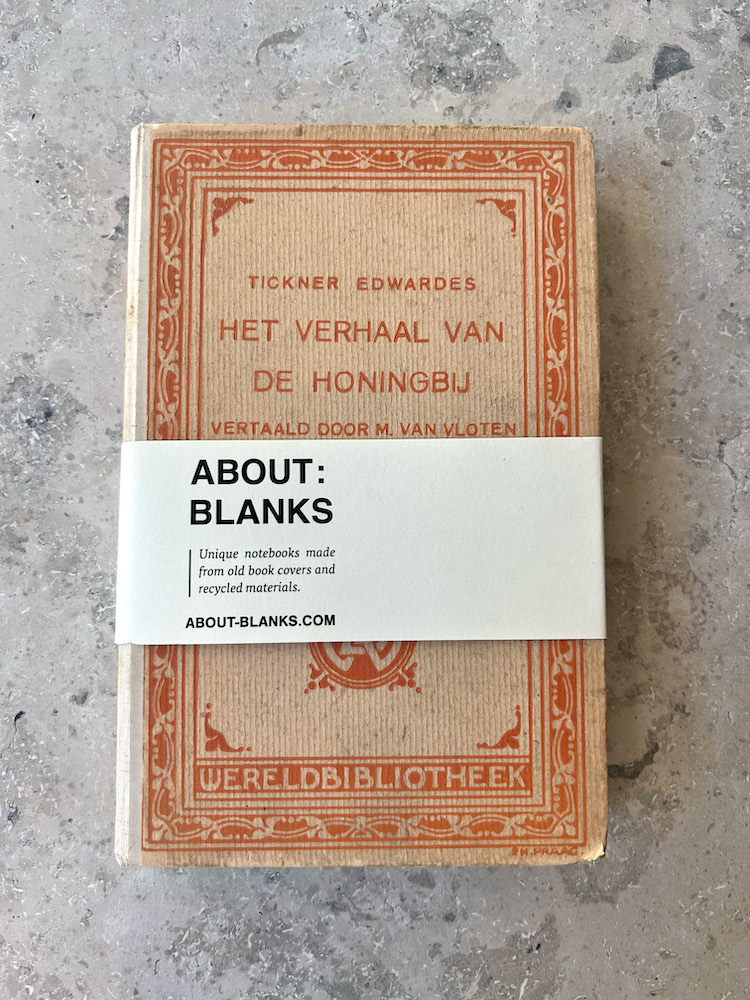 TICKNER EDWARDES
HET VERHAAL VAN
DE HONINGBIJ
VERTAALD DOOR M. VAN VLOTEN
ABOUT:
BLANKS
Unique notebooks made
from old book covers and
recycled materials.
ABOUT-BLANKS.COM
WERELDBIBLIOTHEEK
PRAAG